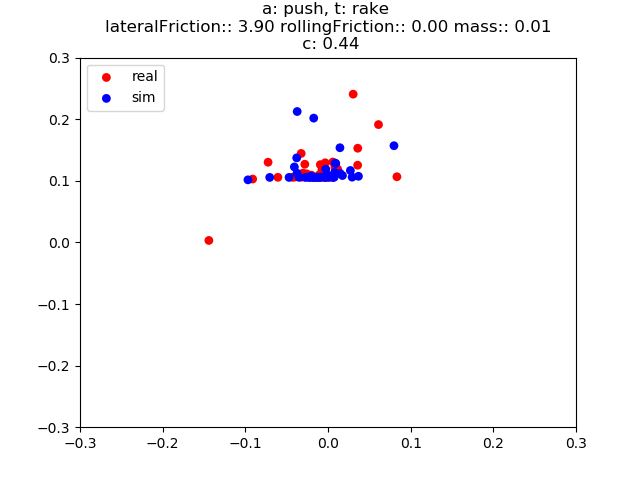 a: push, t: rake
lateralFriction:: 3.90 rollingFriction:: 0.00 mass:: 0.01
c: 0.44
real
sim
0.3
0.2
0.1
0.0
−0.1
−0.2
−0.3
−0.3
−0.2
−0.1
0.0
0.1
0.2
0.3